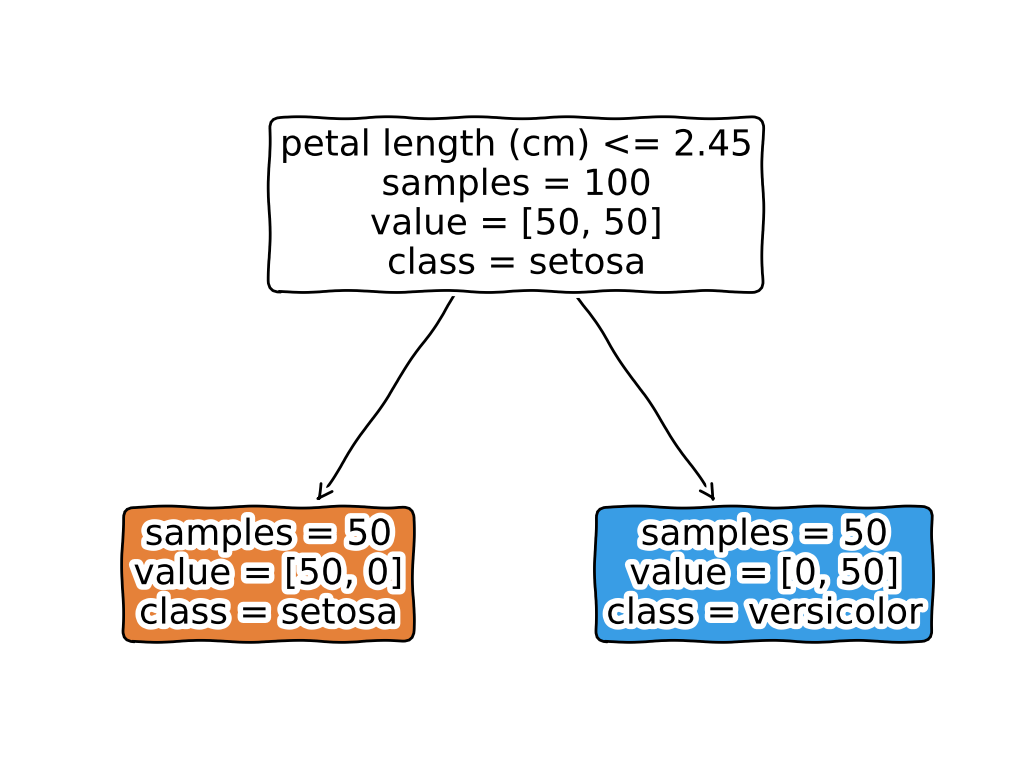 petal length (cm) <= 2.45
samples = 100
value = [50, 50]
class = setosa
samples = 50
value = [50, 0]
class = setosa
samples = 50
value = [0, 50]
class = versicolor